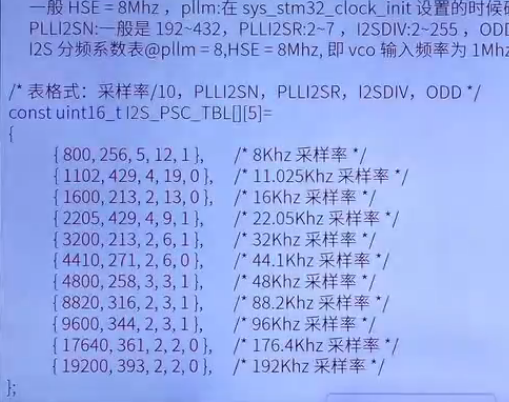 一般 HSE = 8Mhz ，pllm:在 sys_stm32_clock_init 设置的时候
PLLI2SN:一般是 192~432，PLLI2SR:2~7 ，I2SDIV:2~255 ，
I2S 分频系数表@pllm = 8,HSE = 8Mhz, 即 vco 输入频率为 1Mhz
/* 表格式：采样率/10，PLLI2SN，PLLI2SR，I2SDIV，ODD */
const uint16_t I2S_PSC_TBL[][5]=
{
{ 800, 256, 5, 12, 1 }, /* 8Khz 采样率 */
{ 1102, 429, 4, 19, 0 }, /* 11.025Khz 采样率 */
{ 1600, 213, 2, 13, 0 }, /* 16Khz 采样率 */
{ 2205, 429, 4, 9, 1 }, /* 22.05Khz 采样率 */
{ 3200, 213, 2, 6, 1 }, /* 32Khz 采样率 */
{ 4410, 271, 2, 6, 0 }, /* 44.1Khz 采样率 */
{ 4800, 258, 3, 3, 1 }, /* 48Khz 采样率 */
{ 8820, 316, 2, 3, 1 }, /* 88.2Khz 采样率 */
{ 9600, 344, 2, 3, 1 }, /* 96Khz 采样率 */
{ 17640, 361, 2, 2, 0 }, /* 176.4Khz 采样率 */
{ 19200, 393, 2, 2, 0 }, /* 192Khz 采样率 */
};